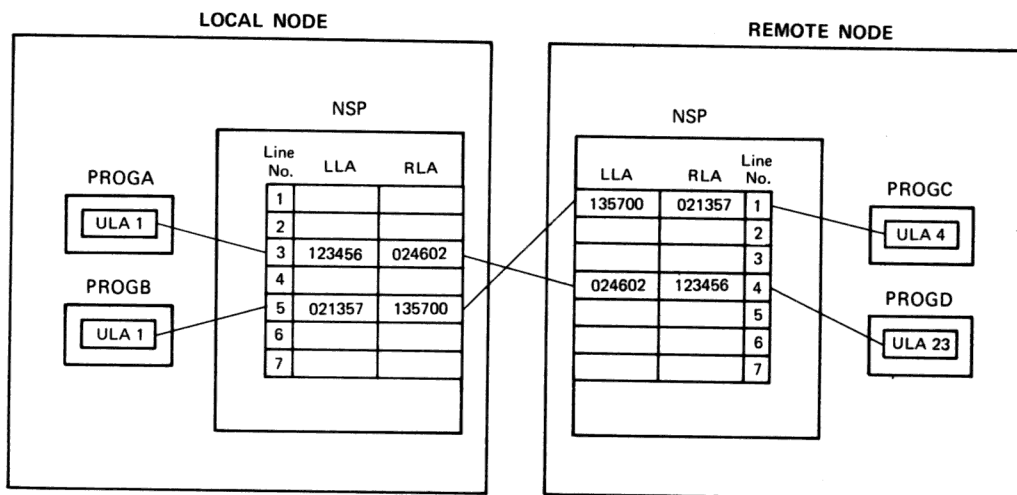 LOCAL NODE
REMOTE NODE
NSP
Line
No.
LLA
RLA
1
2
3 123456 024602
4
5 021357 135700
6
7
PROGA
ULA 1
PROGB
ULA 1
NSP
LLA
RLA
Line
No.
135700 021357 1
2
3
024602 123456 4
5
6
7
PROGC
ULA 4
PROGD
ULA 23